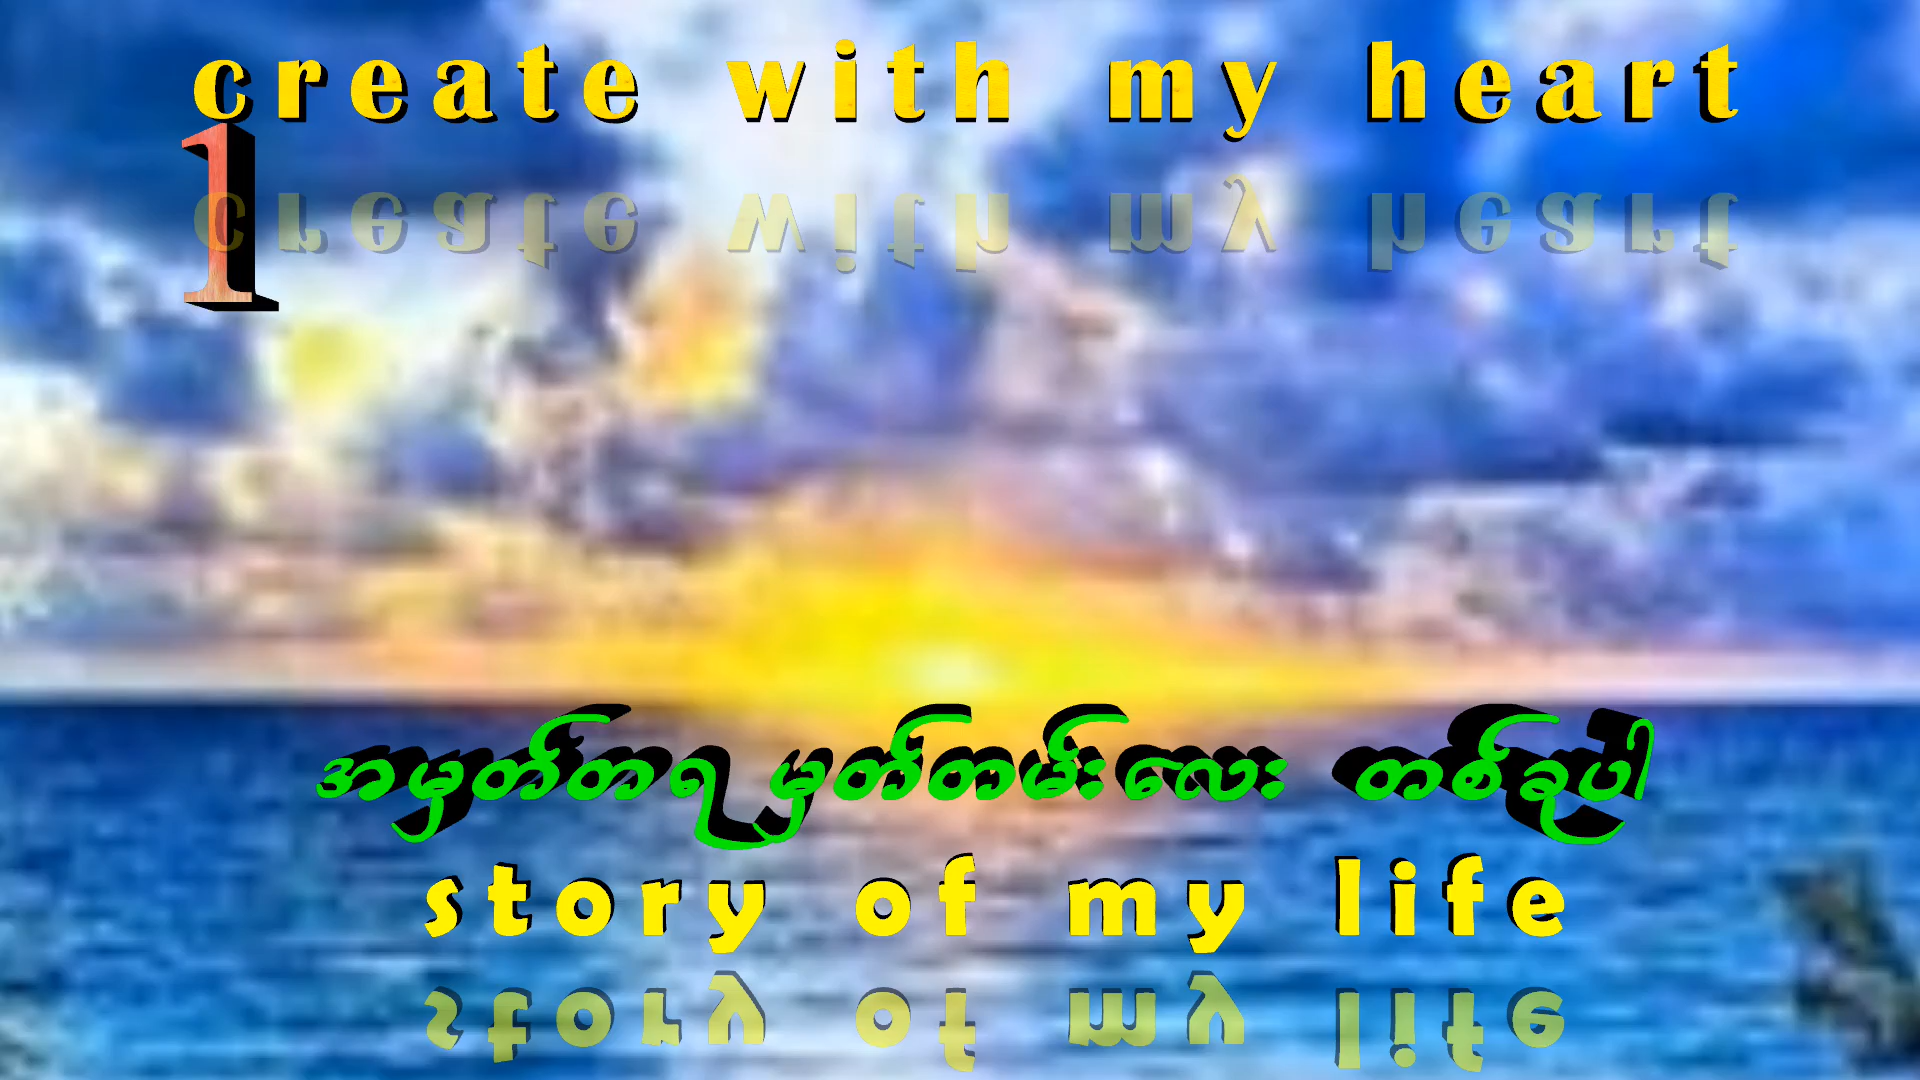 create with my heart
1
အမှတ်တရ မှတ်တမ်းလေး တစ်ခုပါ
story of my life